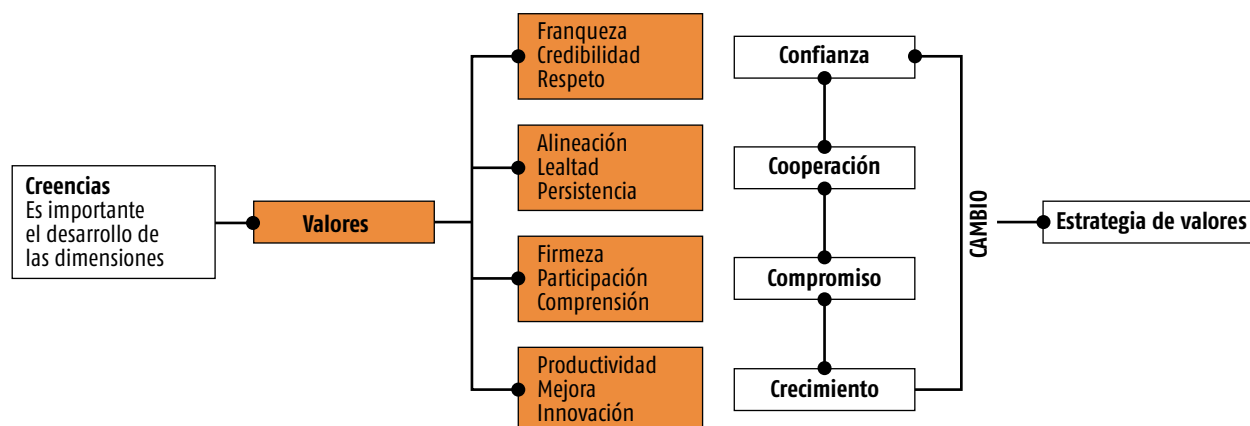 Creencias
Es importante
el desarrollo de
las dimensiones
Valores
Franqueza
Credibilidad
Respeto
Alineación
Lealtad
Persistencia
Firmeza
Participación
Comprensión
Productividad
Mejora
Innovación
Confianza
Cooperación
Compromiso
Crecimiento
CAMBIO
Estrategia de valores